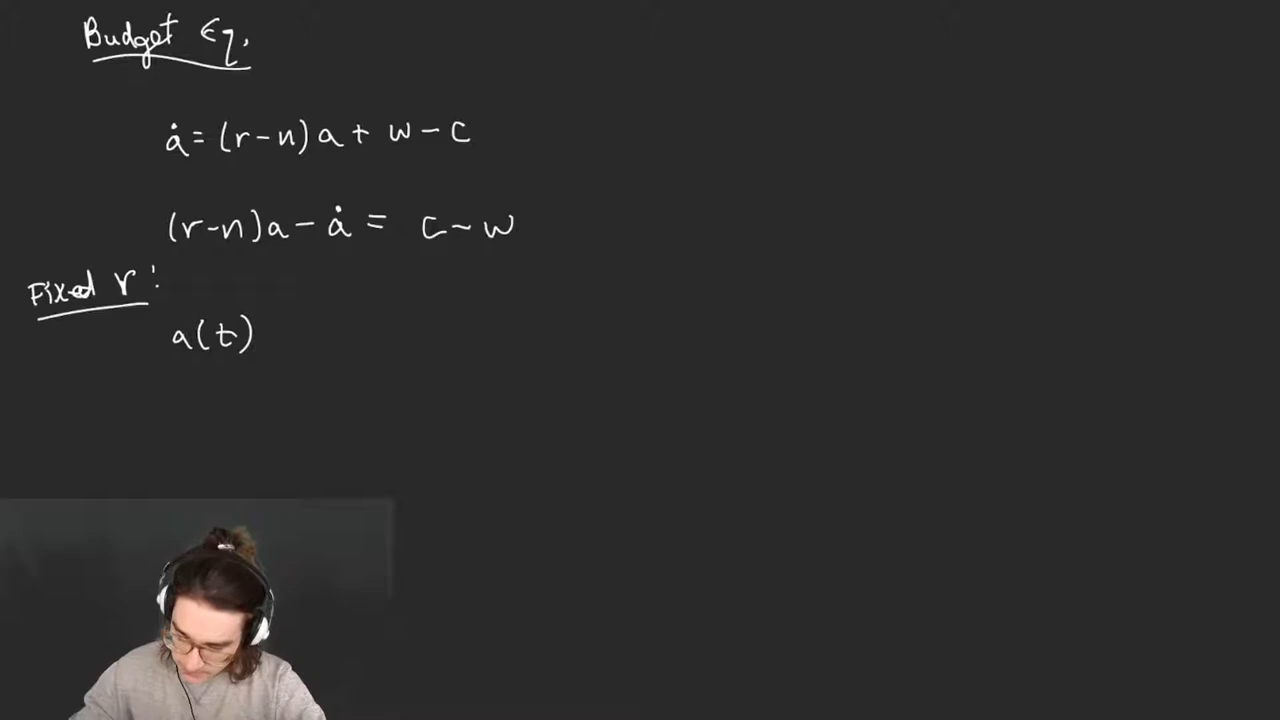 Budget Eq.
ȧ = (r-n)a + w - c
(r-n)a - ȧ = c - w
Fixed r:
a(t)